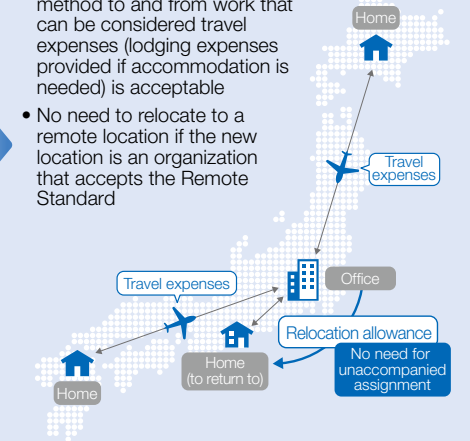 method to and from work that
can be considered travel
expenses (lodging expenses
provided if accommodation is
needed) is acceptable
• No need to relocate to a
remote location if the new
location is an organization
that accepts the Remote
Standard
Home
Travel
expenses
Office
Travel expenses
Relocation allowance
Home
(to return to)
No need for
unaccompanied
assignment
Home